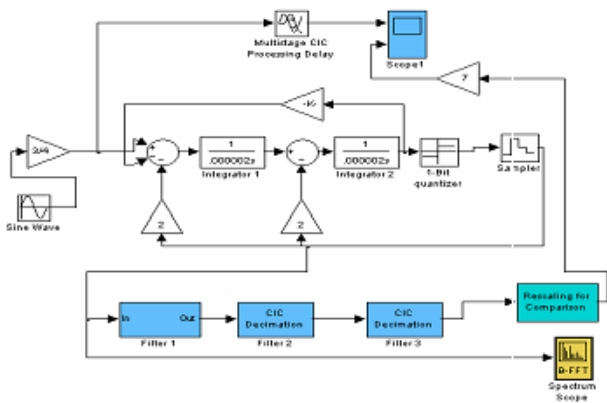 Multistage CIC
Processing Delay
Scope1
7
-K-
3/4
1
.000002s
Integrator 1
1
.000002s
Integrator 2
1-Bit
quantizer
Sampler
Sine Wave
2
2
In
Out
Filter 1
CIC
Decimation
Filter 2
CIC
Decimation
Filter 3
Rescaling for
Comparison
B-FFT
Spectrum
Scope